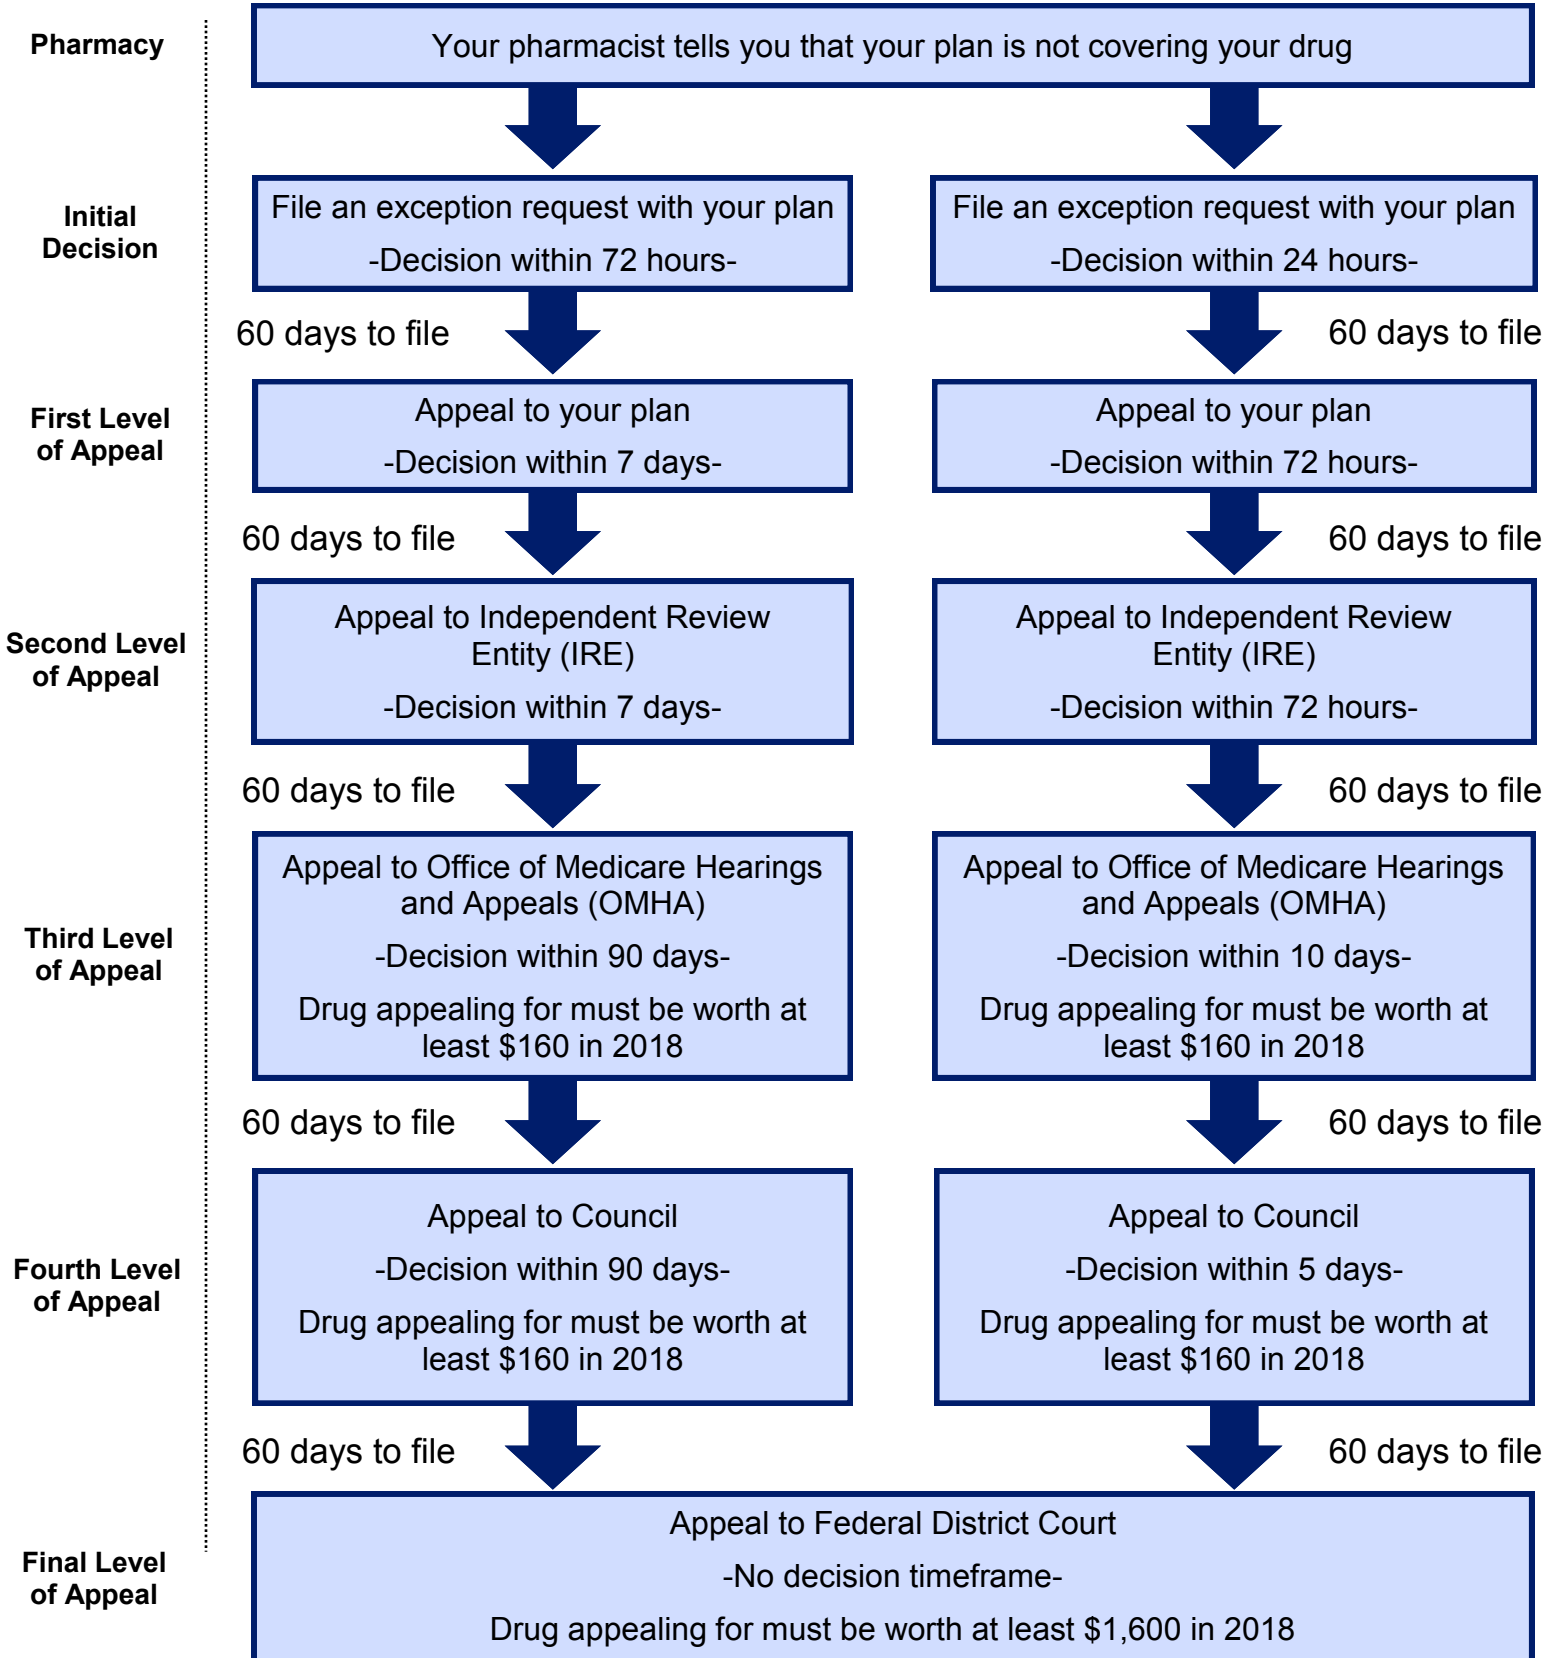 Pharmacy
Your pharmacist tells you that your plan is not covering your drug
Initial
Decision
File an exception request with your plan
-Decision within 72 hours-
File an exception request with your plan
-Decision within 24 hours-
60 days to file
60 days to file
First Level
of Appeal
Appeal to your plan
-Decision within 7 days-
Appeal to your plan
-Decision within 72 hours-
60 days to file
60 days to file
Second Level
of Appeal
Appeal to Independent Review
Entity (IRE)
-Decision within 7 days-
Appeal to Independent Review
Entity (IRE)
-Decision within 72 hours-
60 days to file
60 days to file
Third Level
of Appeal
Appeal to Office of Medicare Hearings
and Appeals (OMHA)
-Decision within 90 days-
Drug appealing for must be worth at
least $160 in 2018
Appeal to Office of Medicare Hearings
and Appeals (OMHA)
-Decision within 10 days-
Drug appealing for must be worth at
least $160 in 2018
60 days to file
60 days to file
Fourth Level
of Appeal
Appeal to Council
-Decision within 90 days-
Drug appealing for must be worth at
least $160 in 2018
Appeal to Council
-Decision within 5 days-
Drug appealing for must be worth at
least $160 in 2018
60 days to file
60 days to file
Final Level
of Appeal
Appeal to Federal District Court
-No decision timeframe-
Drug appealing for must be worth at least $1,600 in 2018